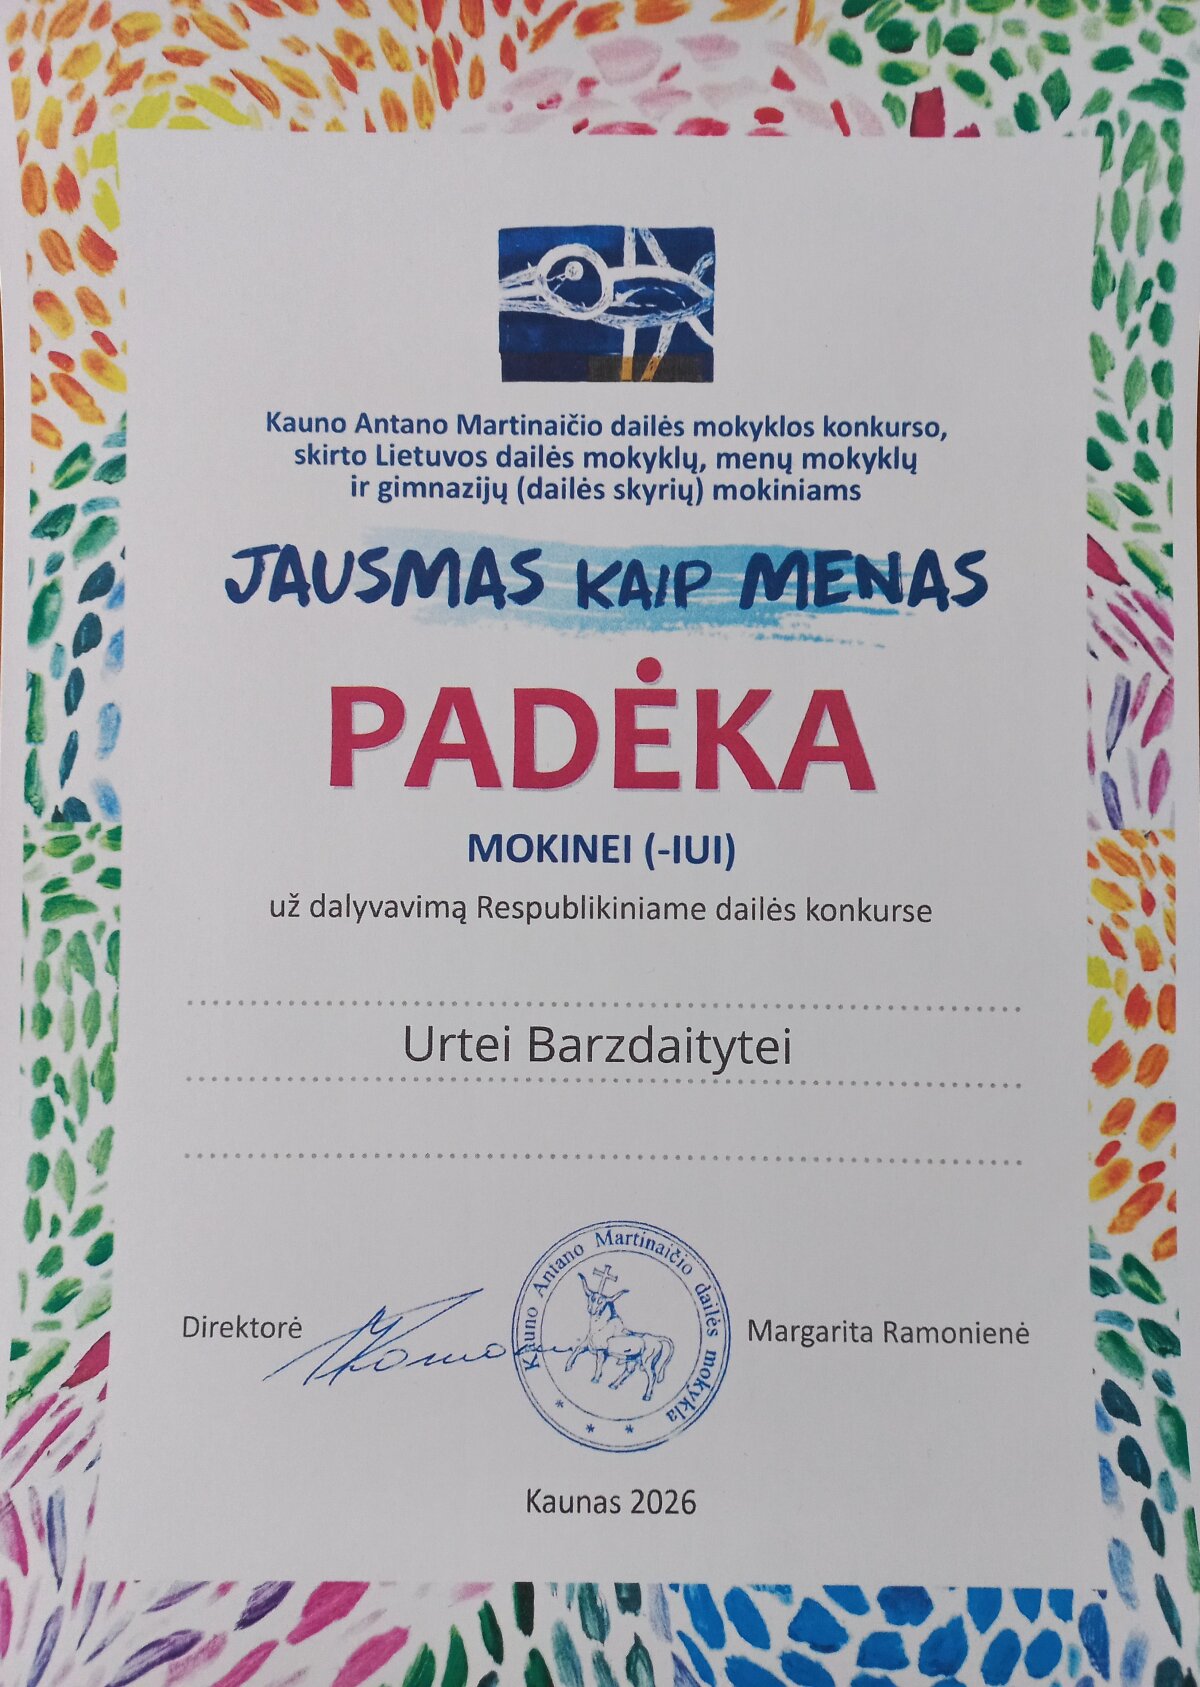 Kauno Antano Martinaičio dailės mokyklos konkurso,
skirto Lietuvos dailės mokyklų, menų mokyklų
ir gimnazijų (dailės skyrių) mokiniams
JAUSMAS KAIP MENAS
PADĖKA
MOKINEI (-IUI)
už dalyvavimą Respublikiniame dailės konkurse
Urtei Barzdaitytei
Direktorė
Kauno Antano Martinaičio dailės mokykla
* * *
Margarita Ramonienė
Kaunas 2026